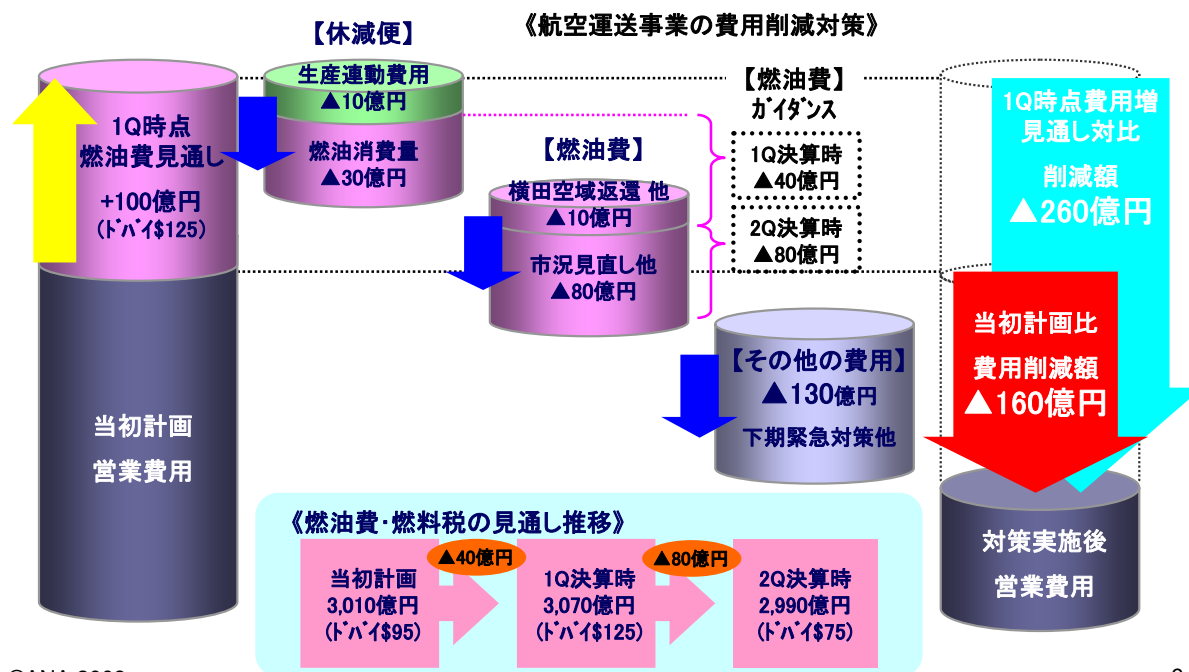 《航空運送事業の費用削減対策》
【休減便】
生産連動費用
▲10億円
燃油消費量
▲30億円
1Q時点
燃油費見通し
+100億円
(ﾄﾞﾊﾞｲ$125)
当初計画
営業費用
【燃油費】
横田空域返還 他
▲10億円
市況見直し他
▲80億円
【燃油費】
ｶﾞｲﾀﾞﾝｽ
1Q決算時
▲40億円
2Q決算時
▲80億円
【その他の費用】
▲130億円
下期緊急対策他
1Q時点費用増
見通し対比
削減額
▲260億円
当初計画比
費用削減額
▲160億円
対策実施後
営業費用
《燃油費･燃料税の見通し推移》
当初計画
3,010億円
(ﾄﾞﾊﾞｲ$95)
▲40億円
1Q決算時
3,070億円
(ﾄﾞﾊﾞｲ$125)
▲80億円
2Q決算時
2,990億円
(ﾄﾞﾊﾞｲ$75)